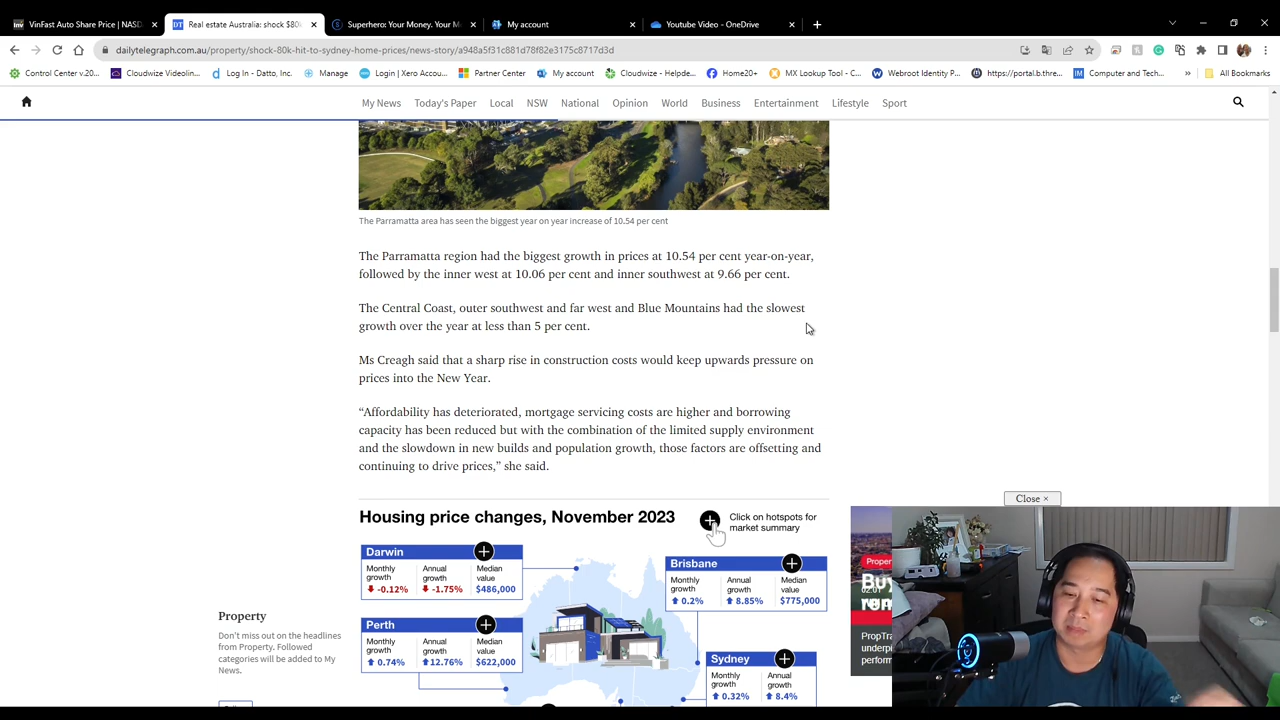 VinFast Auto Share Price | NASD
Real estate Australia: shock $80k
Superhero: Your Money. Your M
My account
Youtube Video - OneDrive
dailytelegraph.com.au/property/shock-80k-hit-to-sydney-home-prices/news-story/a948a5f31c881d78f82e3175c8717d3d
Control Center v.20...
Cloudwize Videolin...
Log In - Datto, Inc.
Manage
Login | Xero Accou...
Partner Center
My account
Cloudwize - Helpde...
Home20+
MX Lookup Tool - C...
Webroot Identity P...
https://portal.b.thre...
Computer and Tech...
All Bookmarks
My News
Today's Paper
Local
NSW
National
Opinion
World
Business
Entertainment
Lifestyle
Sport
The Parramatta area has seen the biggest year on year increase of 10.54 per cent
The Parramatta region had the biggest growth in prices at 10.54 per cent year-on-year,
followed by the inner west at 10.06 per cent and inner southwest at 9.66 per cent.
The Central Coast, outer southwest and far west and Blue Mountains had the slowest
growth over the year at less than 5 per cent.
Ms Creagh said that a sharp rise in construction costs would keep upwards pressure on
prices into the New Year.
“Affordability has deteriorated, mortgage servicing costs are higher and borrowing
capacity has been reduced but with the combination of the limited supply environment
and the slowdown in new builds and population growth, those factors are offsetting and
continuing to drive prices,” she said.
Close ×
Housing price changes, November 2023
Click on hotspots for
market summary
Darwin
Monthly growth
-0.12%
Annual growth
-1.75%
Median value
$486,000
Brisbane
Monthly growth
0.2%
Annual growth
8.85%
Median value
$775,000
Perth
Monthly growth
0.74%
Annual growth
12.76%
Median value
$622,000
Sydney
Monthly growth
0.32%
Annual growth
8.4%
Property
Don't miss out on the headlines
from Property. Followed
categories will be added to My
News.
Proper
Buy
PropTra
underpi
perform